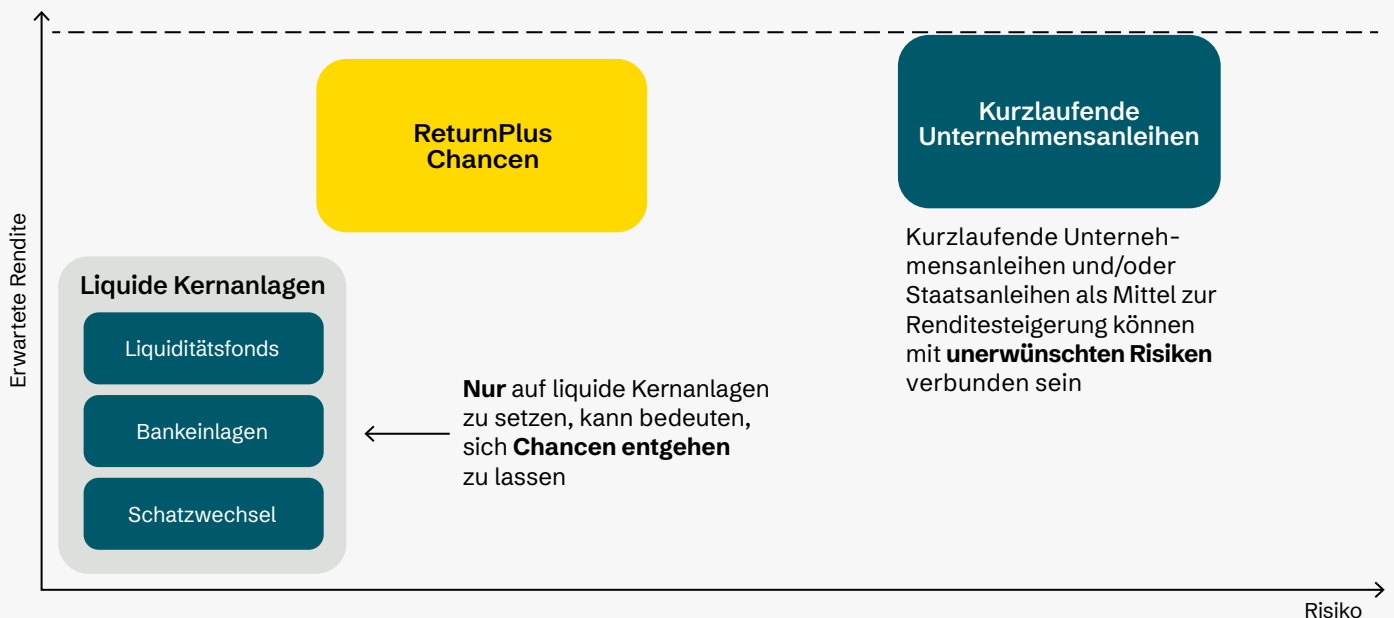 Erwartete Rendite
ReturnPlus
Chancen
Kurzlaufende
Unternehmensanleihen
Kurzlaufende Unterneh-
mensanleihen und/oder
Staatsanleihen als Mittel zur
Renditesteigerung können
mit unerwünschten Risiken
verbunden sein
Liquide Kernanlagen
Liquiditätsfonds
Bankeinlagen
Schatzwechsel
Nur auf liquide Kernanlagen
zu setzen, kann bedeuten,
sich Chancen entgehen
zu lassen
Risiko